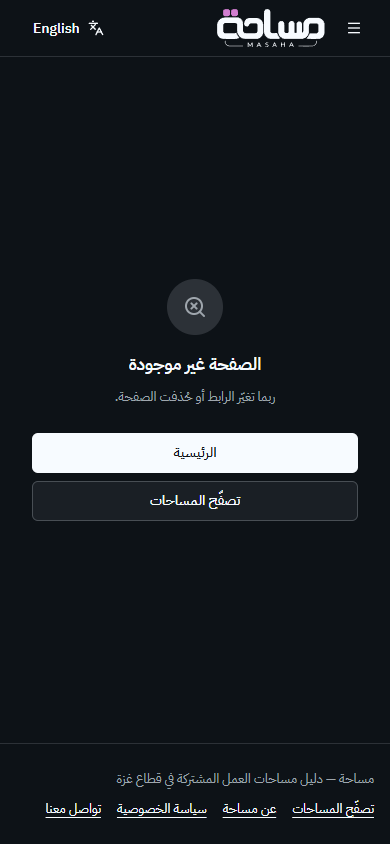 مساحة
MASAHA
English
الصفحة غير موجودة
ربما تغيّر الرابط أو حُذفت الصفحة.
الرئيسية
تصفّح المساحات
مساحة — دليل مساحات العمل المشتركة في قطاع غزة
تصفّح المساحات عن مساحة سياسة الخصوصية تواصل معنا